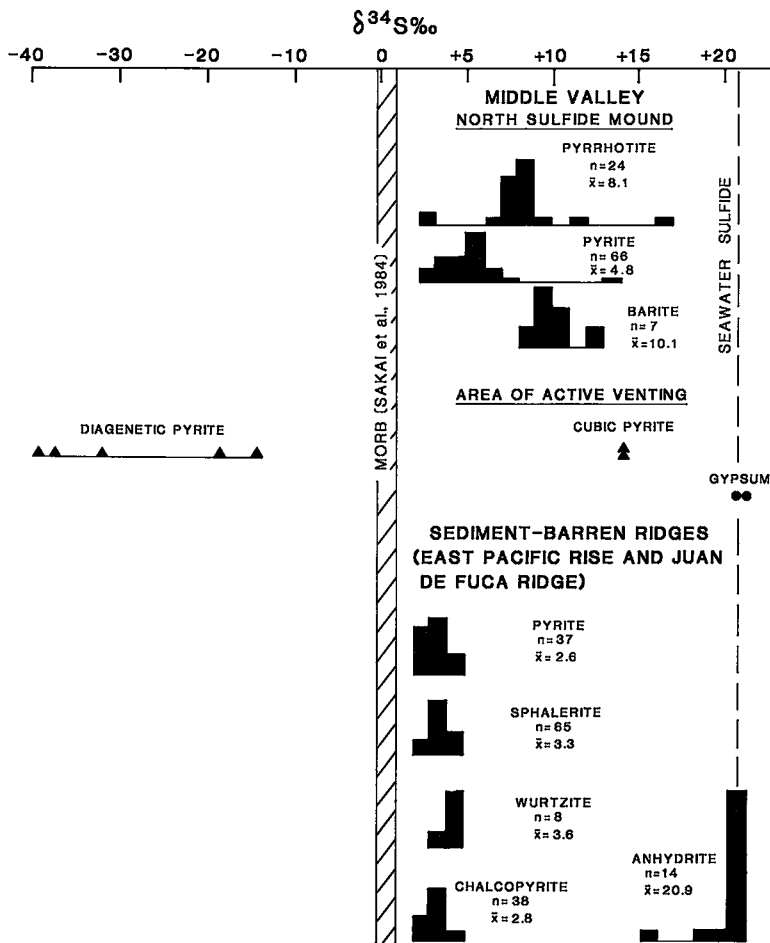 δ³⁴S‰
-40 -30 -20 -10 0 +5 +10 +15 +20
MIDDLE VALLEY
NORTH SULFIDE MOUND
PYRRHOTITE
n=24
x̄=8.1
PYRITE
n=66
x̄=4.8
BARITE
n=7
x̄=10.1
SEAWATER SULFIDE
MORB (SAKAI et al., 1984)
AREA OF ACTIVE VENTING
DIAGENETIC PYRITE
CUBIC PYRITE
GYPSUM
SEDIMENT-BARREN RIDGES
(EAST PACIFIC RISE AND JUAN
DE FUCA RIDGE)
PYRITE
n=37
x̄=2.6
SPHALERITE
n=65
x̄=3.3
WURTZITE
n=8
x̄=3.6
ANHYDRITE
n=14
x̄=20.9
CHALCOPYRITE
n=38
x̄=2.8